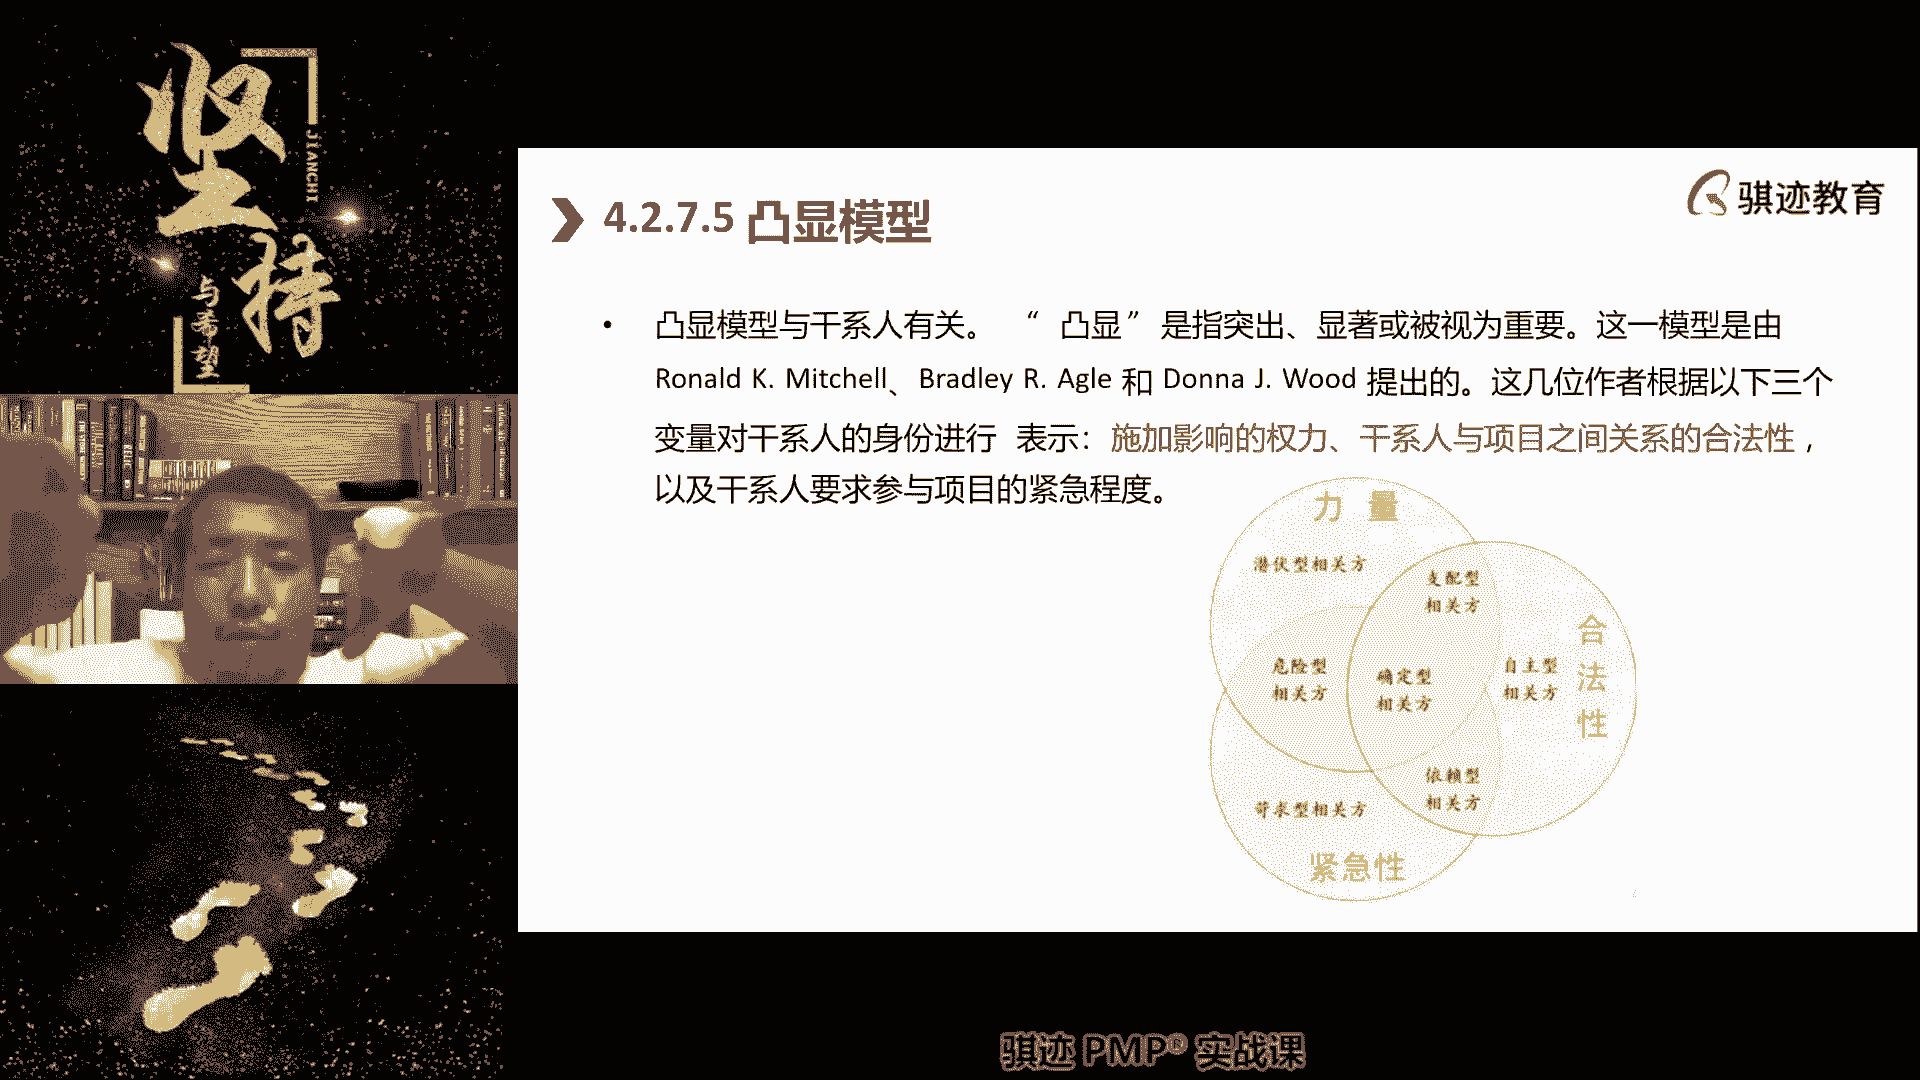 坚持
JIANCHI
与希望
骐迹教育
4.2.7.5 凸显模型
• 凸显模型与干系人有关。 “ 凸显” 是指突出、显著或被视为重要。这一模型是由
Ronald K. Mitchell、Bradley R. Agle 和 Donna J. Wood 提出的。这几位作者根据以下三个
变量对干系人的身份进行 表示：施加影响的权力、干系人与项目之间关系的合法性，
以及干系人要求参与项目的紧急程度。
力 量
潜伏型相关方
支配型
相关方
合法性
危险型
相关方
确定型
相关方
自主型
相关方
依赖型
相关方
苛求型相关方
紧急性
骐迹 PMP® 实战课